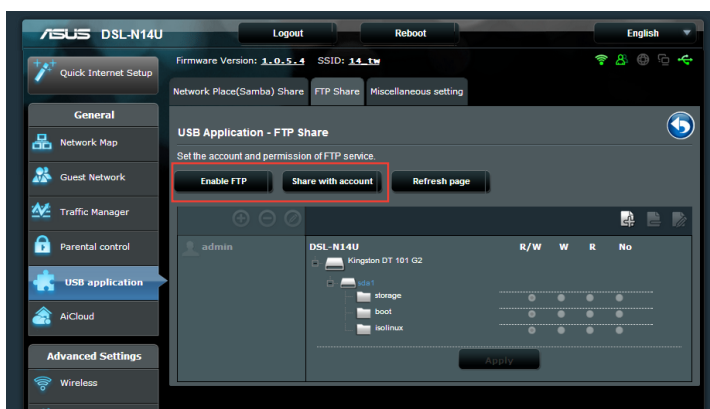 ASUS DSL-N14U
Logout
Reboot
English
Quick Internet Setup
Firmware Version: 1.0.5.4 SSID: 14_tw
Network Place(Samba) Share
FTP Share
Miscellaneous setting
General
Network Map
Guest Network
Traffic Manager
Parental control
USB application
AiCloud
Advanced Settings
Wireless
USB Application - FTP Share
Set the account and permission of FTP service.
Enable FTP
Share with account
Refresh page
admin
DSL-N14U
R/W W R No
Kingston DT 101 G2
sda1
storage
boot
isolinux
Apply